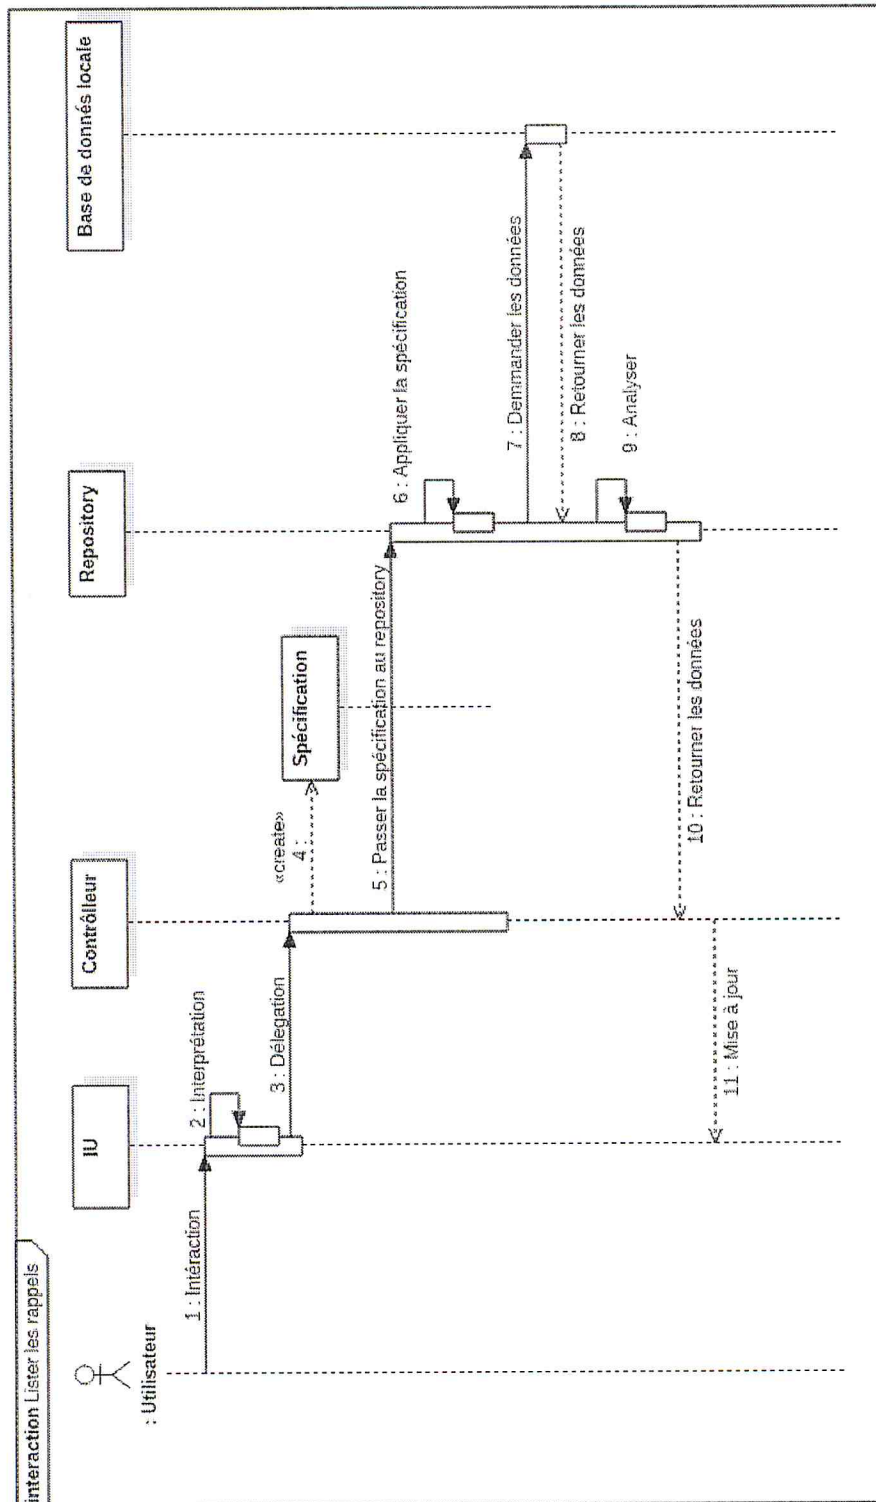 interaction Lister les rappels
: Utilisateur
IU
Contrôlleur
Spécification
Repository
Base de donnés locale
1 : Intéraction
2 : Interprétation
3 : Délegation
«create»
4 :
5 : Passer la spécification au repository
6 : Appliquer la spécification
7 : Demmander les données
8 : Retourner les données
9 : Analyser
10 : Retourner les données
11 : Mise à jour